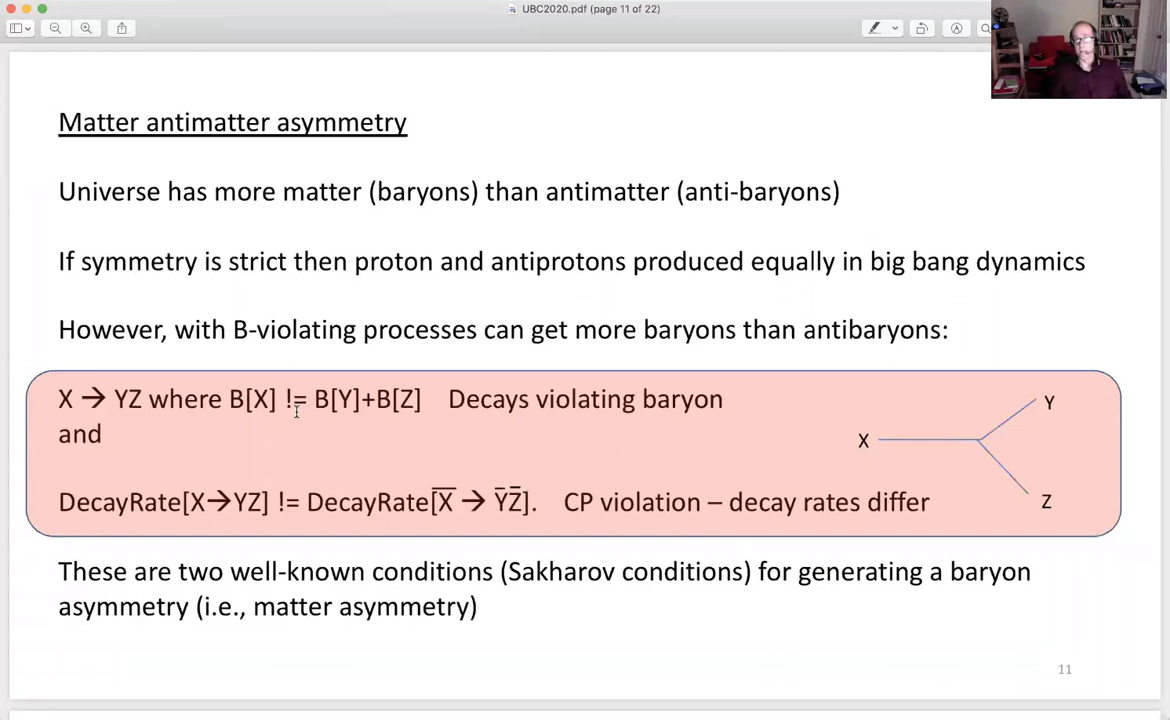 UBC2020.pdf (page 11 of 22)
Matter antimatter asymmetry
Universe has more matter (baryons) than antimatter (anti-baryons)
If symmetry is strict then proton and antiprotons produced equally in big bang dynamics
However, with B-violating processes can get more baryons than antibaryons:
X → YZ where B[X] != B[Y]+B[Z] Decays violating baryon
and
X
Y
Z
DecayRate[X→YZ] != DecayRate[X̅ → Y̅Z̅]. CP violation – decay rates differ
These are two well-known conditions (Sakharov conditions) for generating a baryon
asymmetry (i.e., matter asymmetry)
11